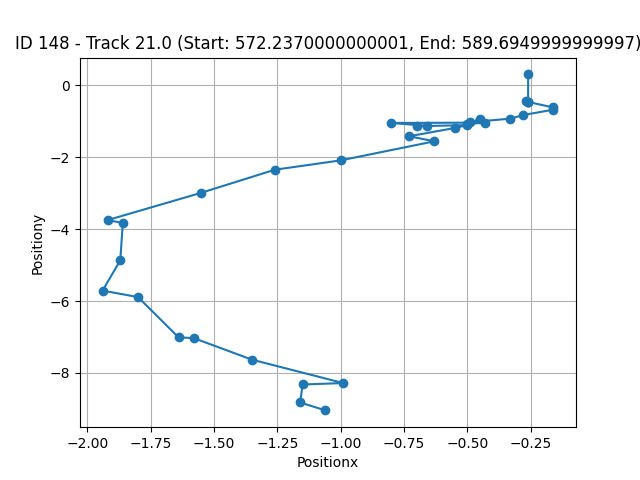 ID 148 - Track 21.0 (Start: 572.2370000000001, End: 589.6949999999997)
0
−2
−4
−6
−8
Positiony
−2.00 −1.75 −1.50 −1.25 −1.00 −0.75 −0.50 −0.25
Positionx